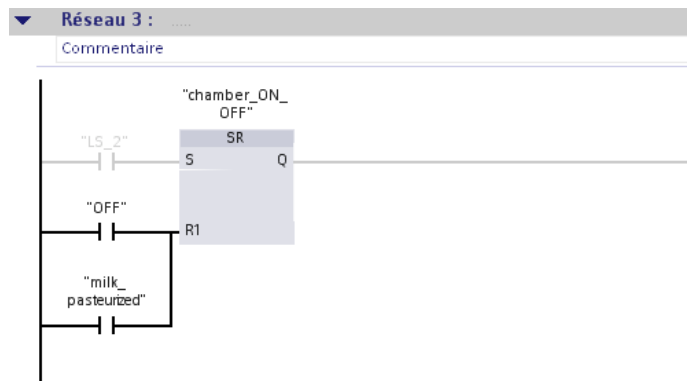 Réseau 3 : .....
Commentaire
"chamber_ON_
OFF"
SR
"LS_2"
S Q
"OFF"
R1
"milk_
pasteurized"